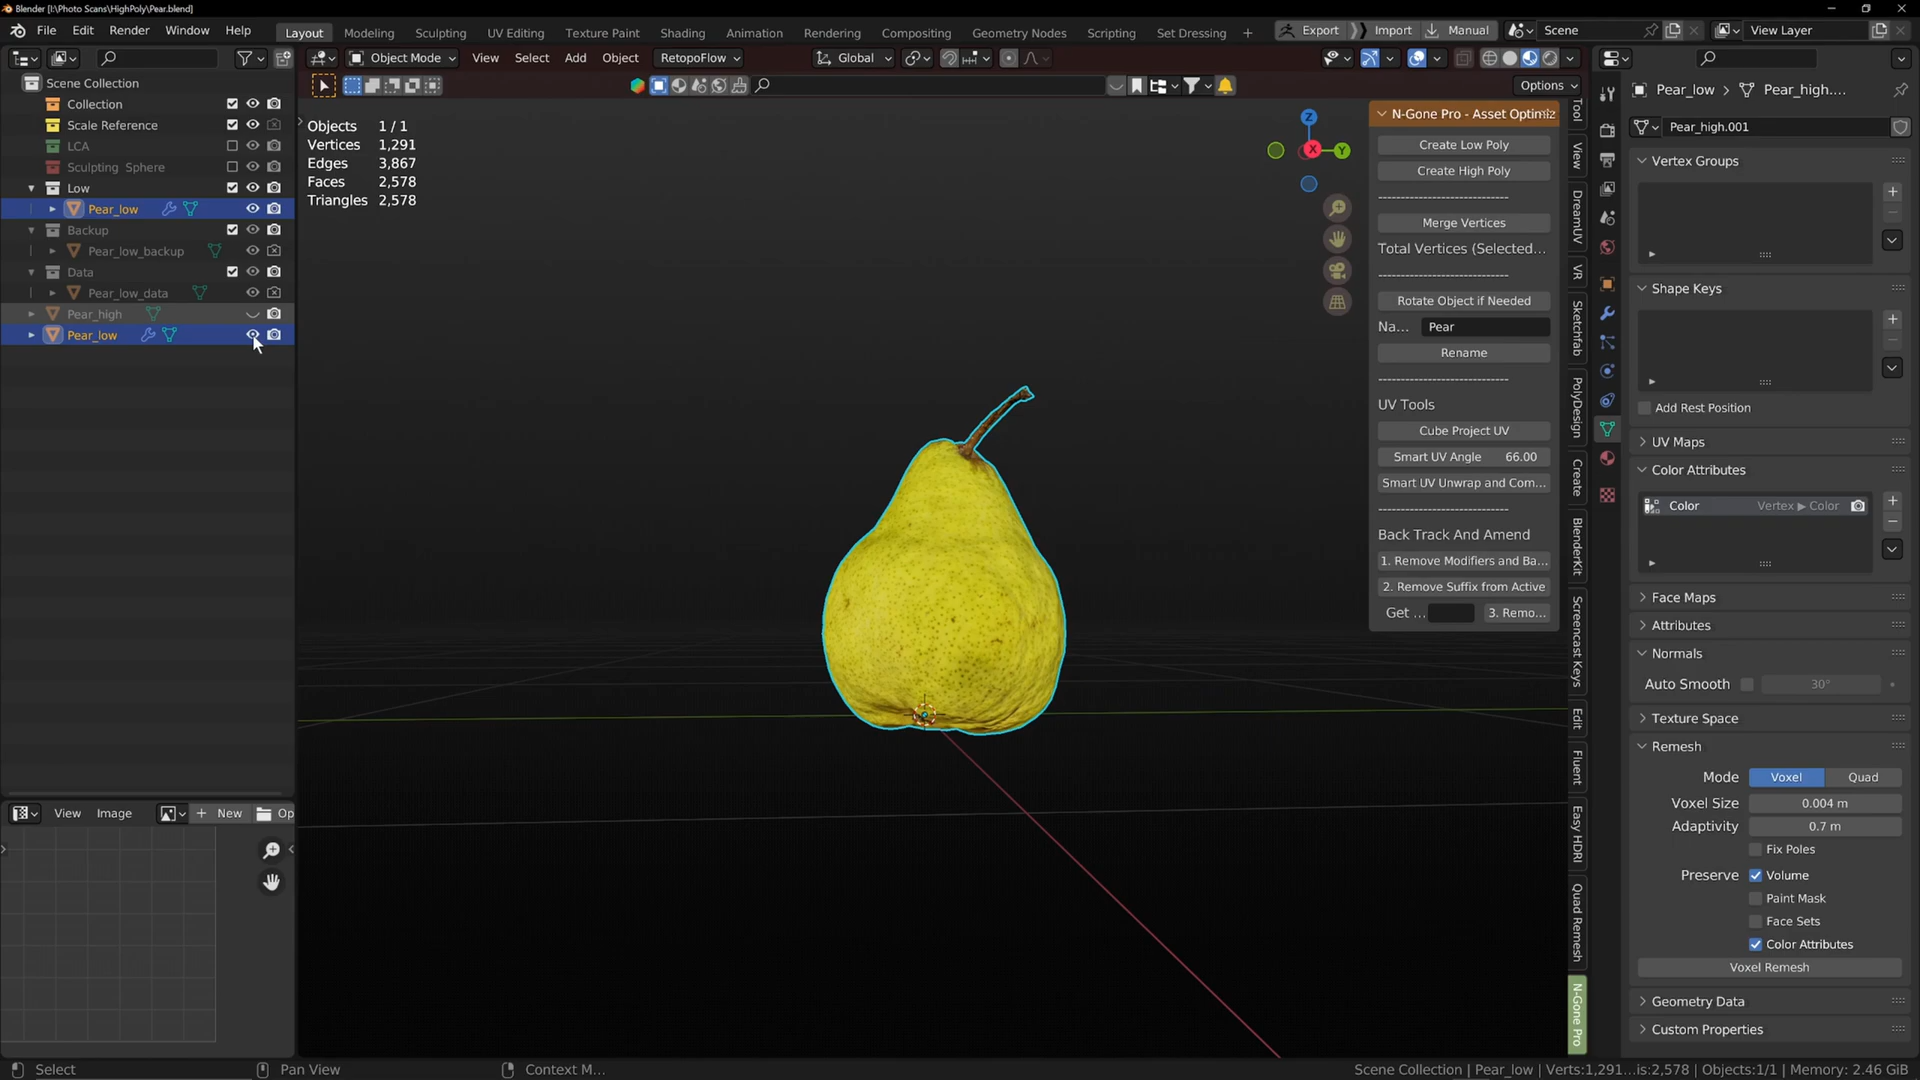 Blender [I:\Photo Scans\HighPoly\Pear.blend]
File Edit Render Window Help Layout Modeling Sculpting UV Editing Texture Paint Shading Animation Rendering Compositing Geometry Nodes Scripting Set Dressing + Export Import Manual Scene View Layer
Object Mode View Select Add Object RetopoFlow Global
Options
Scene Collection
Collection
Scale Reference
LCA
Sculpting Sphere
Low
Pear_low
Backup
Pear_low_backup
Data
Pear_low_data
Pear_high
Pear_low
View Image New Op
Objects 1 / 1
Vertices 1,291
Edges 3,867
Faces 2,578
Triangles 2,578
Z
X
Y
N-Gone Pro - Asset Optimiz
Create Low Poly
Create High Poly
--------------------------------
Merge Vertices
Total Vertices (Selected...
--------------------------------
Rotate Object if Needed
Na... Pear
Rename
--------------------------------
UV Tools
Cube Project UV
Smart UV Angle 66.00
Smart UV Unwrap and Com...
--------------------------------
Back Track And Amend
1. Remove Modifiers and Ba...
2. Remove Suffix from Active
Get ... 3. Remo...
Tool
View
DreamUV
VR
Sketchfab
PolyDesign
Create
BlenderKit
Screencast Keys
Edit
Fluent
Easy HDRI
Quad Remesh
N-Gone Pro
Pear_low Pear_high....
Pear_high.001
Vertex Groups
Shape Keys
Add Rest Position
UV Maps
Color Attributes
Color Vertex ▶ Color
Face Maps
Attributes
Normals
Auto Smooth 30°
Texture Space
Remesh
Mode Voxel Quad
Voxel Size 0.004 m
Adaptivity 0.7 m
Fix Poles
Preserve Volume
Paint Mask
Face Sets
Color Attributes
Voxel Remesh
Geometry Data
Custom Properties
Select Pan View Context M... Scene Collection | Pear_low | Verts:1,291...is:2,578 | Objects:1/1 | Memory: 2.46 GiB